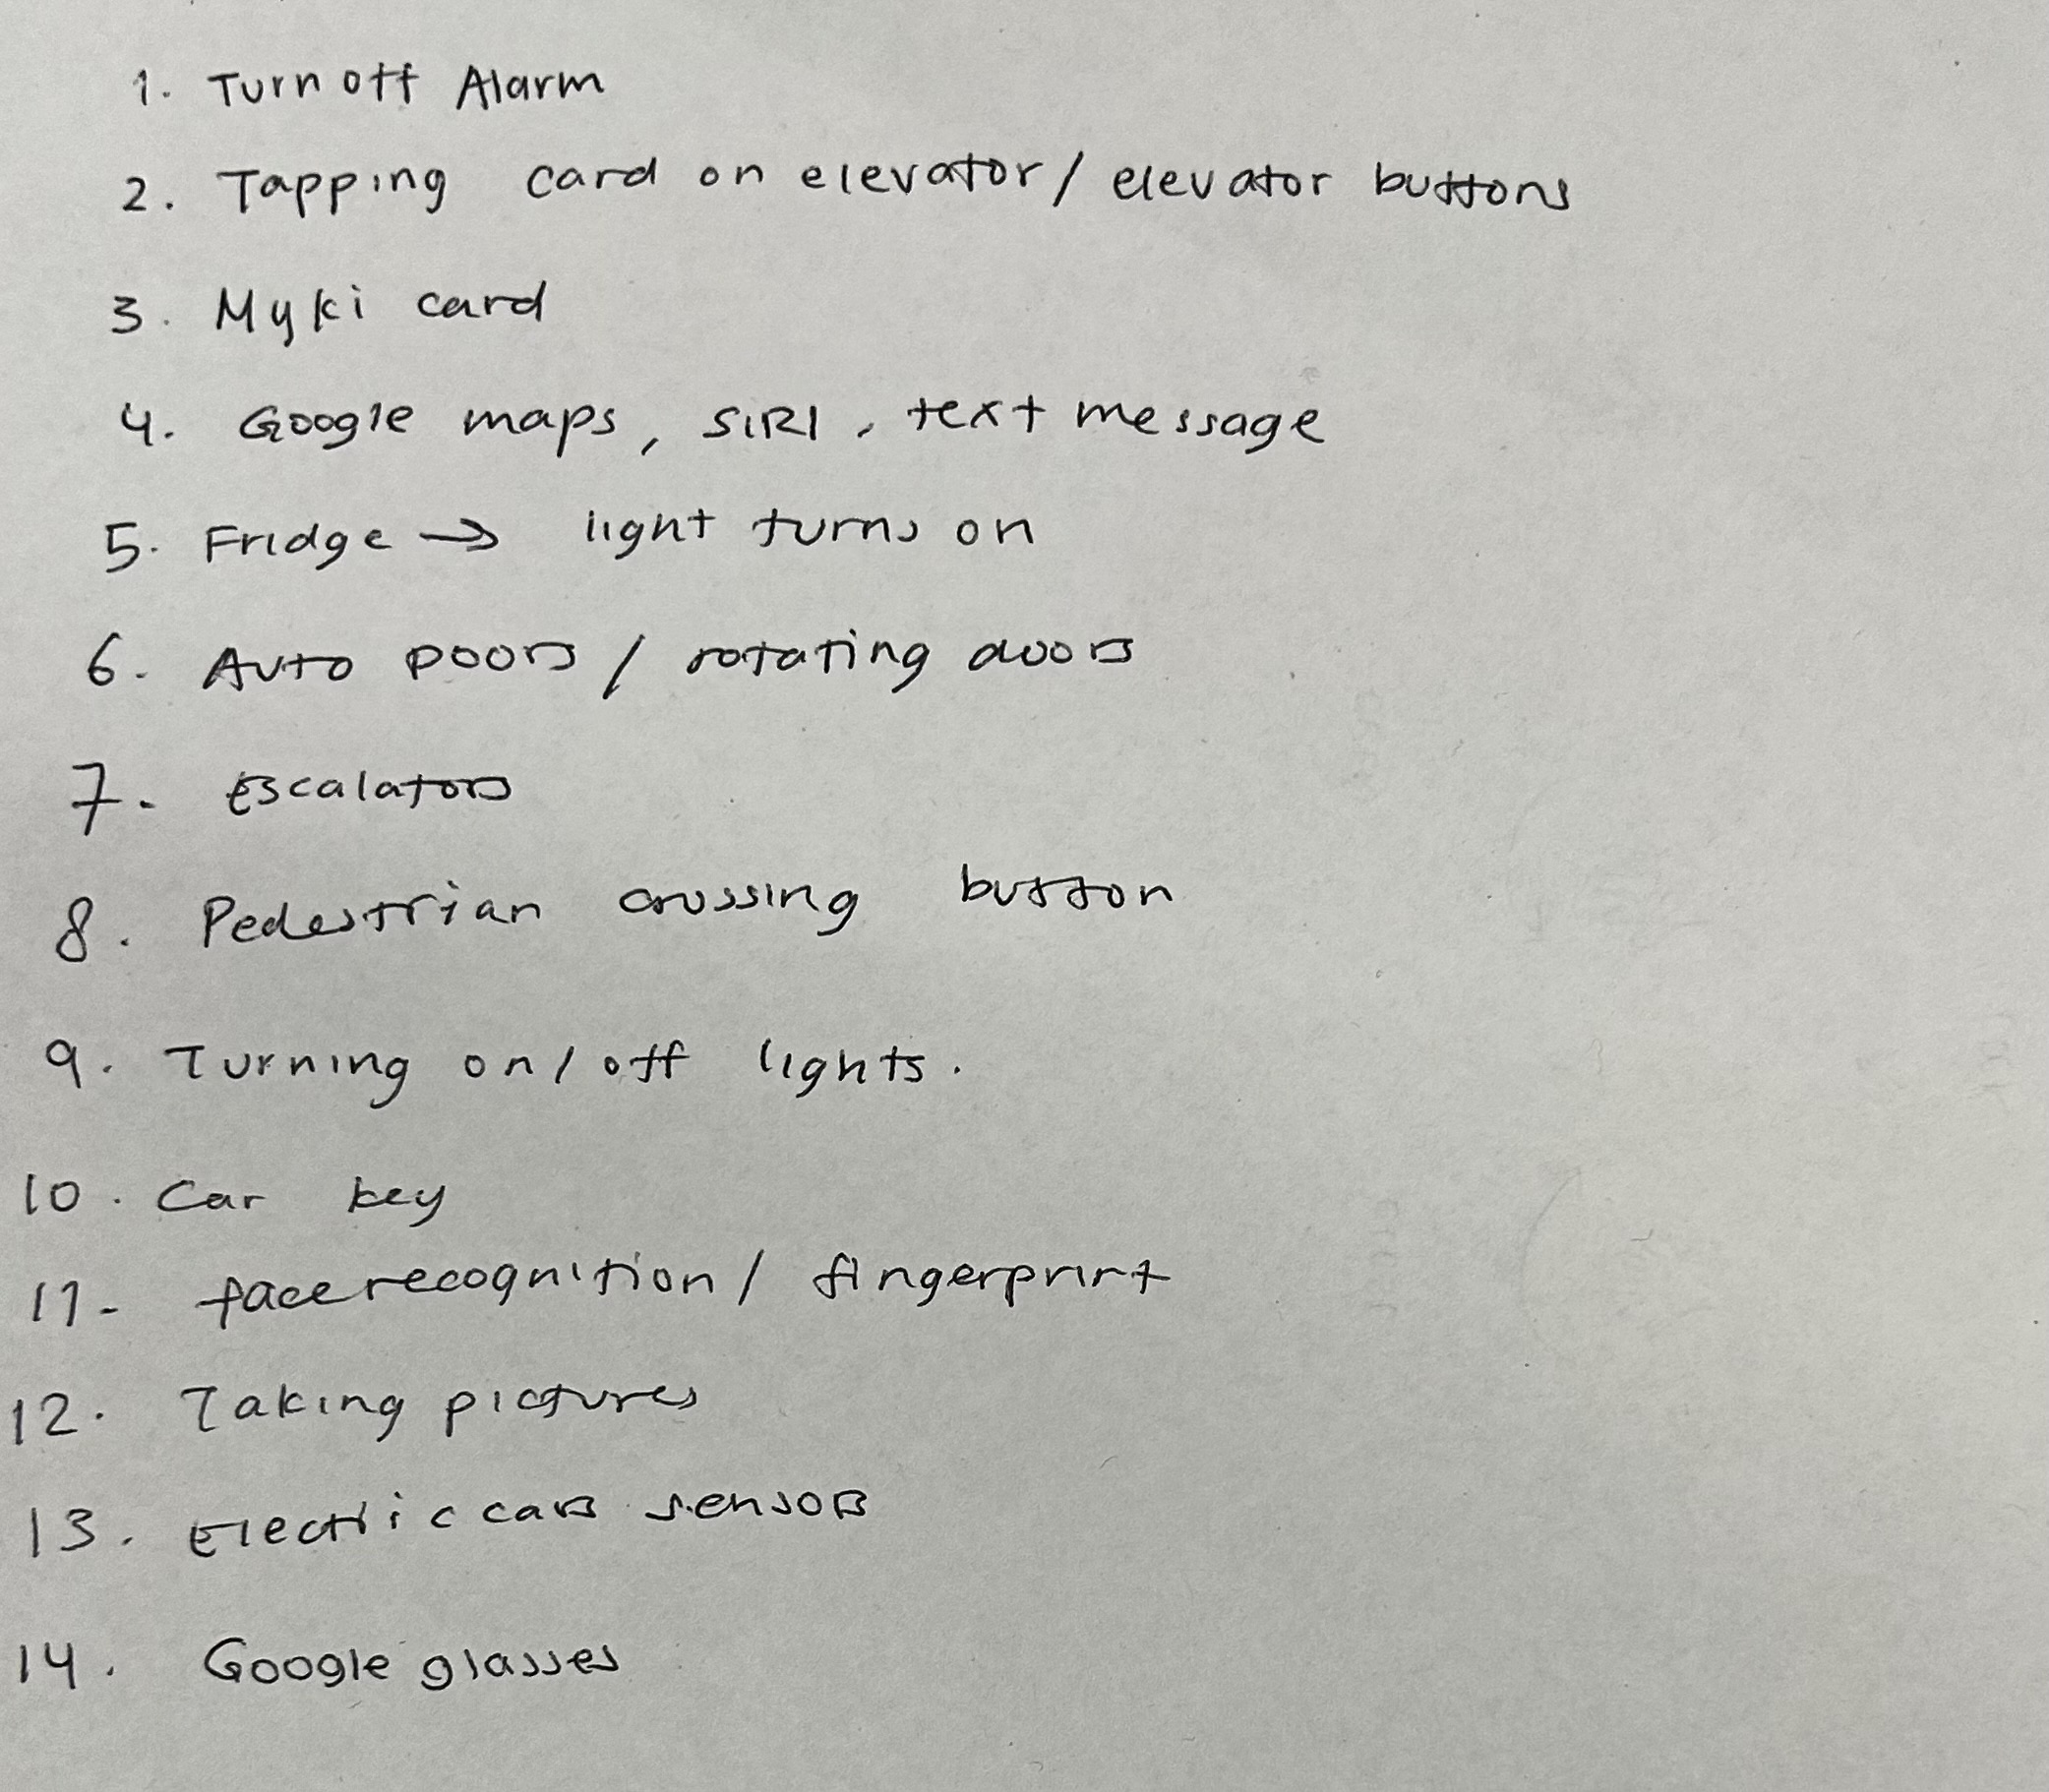 1. Turn off Alarm
2. Tapping card on elevator / elevator buttons
3. Myki card
4. Google maps, SIRI, text message
5. Fridge → light turns on
6. Auto Doors / rotating doors
7. Escalators
8. Pedestrian crossing button
9. Turning on / off lights.
10. Car key
11- face recognition / fingerprint
12. Taking pictures
13. Electric cars sensors
14. Google glasses